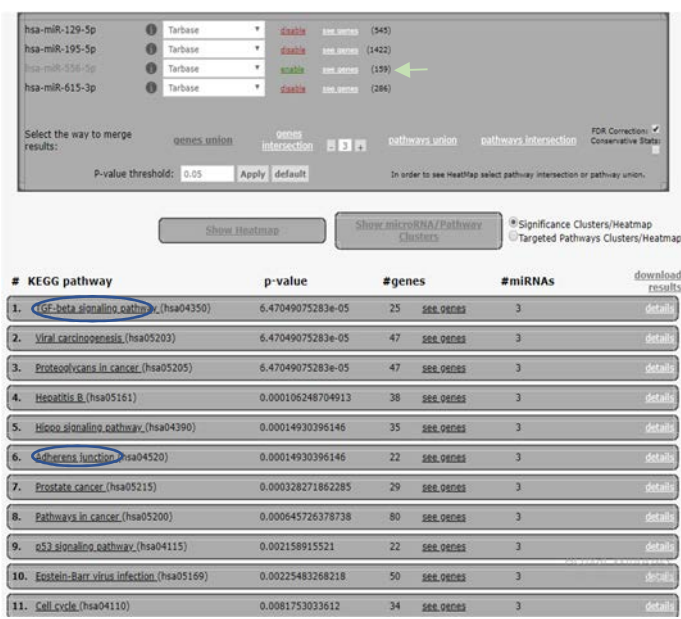 hsa-miR-129-5p Tarbase disable see genes (545)
hsa-miR-195-5p Tarbase disable see genes (1422)
hsa-miR-556-5p Tarbase enable see genes (159)
hsa-miR-615-3p Tarbase disable see genes (286)
Select the way to merge results: genes union genes intersection - 3 + pathways union pathways intersection FDR Correction: Conservative Stats:
P-value threshold: 0.05 Apply default In order to see HeatMap select pathway intersection or pathway union.
Show Heatmap Show microRNA/Pathway Clusters Significance Clusters/Heatmap
Targeted Pathways Clusters/Heatmap
# KEGG pathway p-value #genes #miRNAs download results
1. TGF-beta signaling pathway (hsa04350) 6.47049075283e-05 25 see genes 3 details
2. Viral carcinogenesis (hsa05203) 6.47049075283e-05 47 see genes 3 details
3. Proteoglycans in cancer (hsa05205) 6.47049075283e-05 47 see genes 3 details
4. Hepatitis B (hsa05161) 0.000106248704913 38 see genes 3 details
5. Hippo signaling pathway (hsa04390) 0.00014930396146 35 see genes 3 details
6. Adherens junction (hsa04520) 0.00014930396146 22 see genes 3 details
7. Prostate cancer (hsa05215) 0.000328271862285 29 see genes 3 details
8. Pathways in cancer (hsa05200) 0.000645726378738 80 see genes 3 details
9. p53 signaling pathway (hsa04115) 0.002158915521 22 see genes 3 details
10. Epstein-Barr virus infection (hsa05169) 0.00225483268218 50 see genes 3 details
11. Cell cycle (hsa04110) 0.0081753033612 34 see genes 3 details